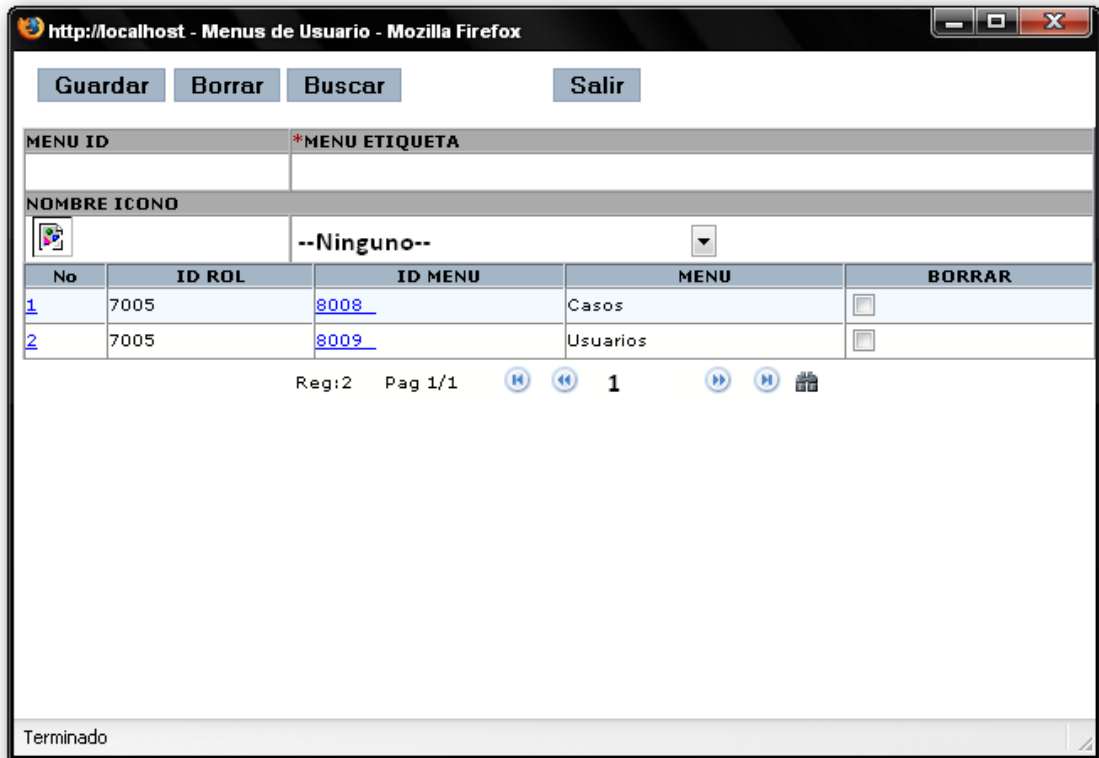 http://localhost - Menus de Usuario - Mozilla Firefox
Guardar Borrar Buscar Salir
MENU ID *MENU ETIQUETA
NOMBRE ICONO
--Ninguno--
No ID ROL ID MENU MENU BORRAR
1 7005 8008 Casos
2 7005 8009 Usuarios
Reg:2 Pag 1/1 1
Terminado